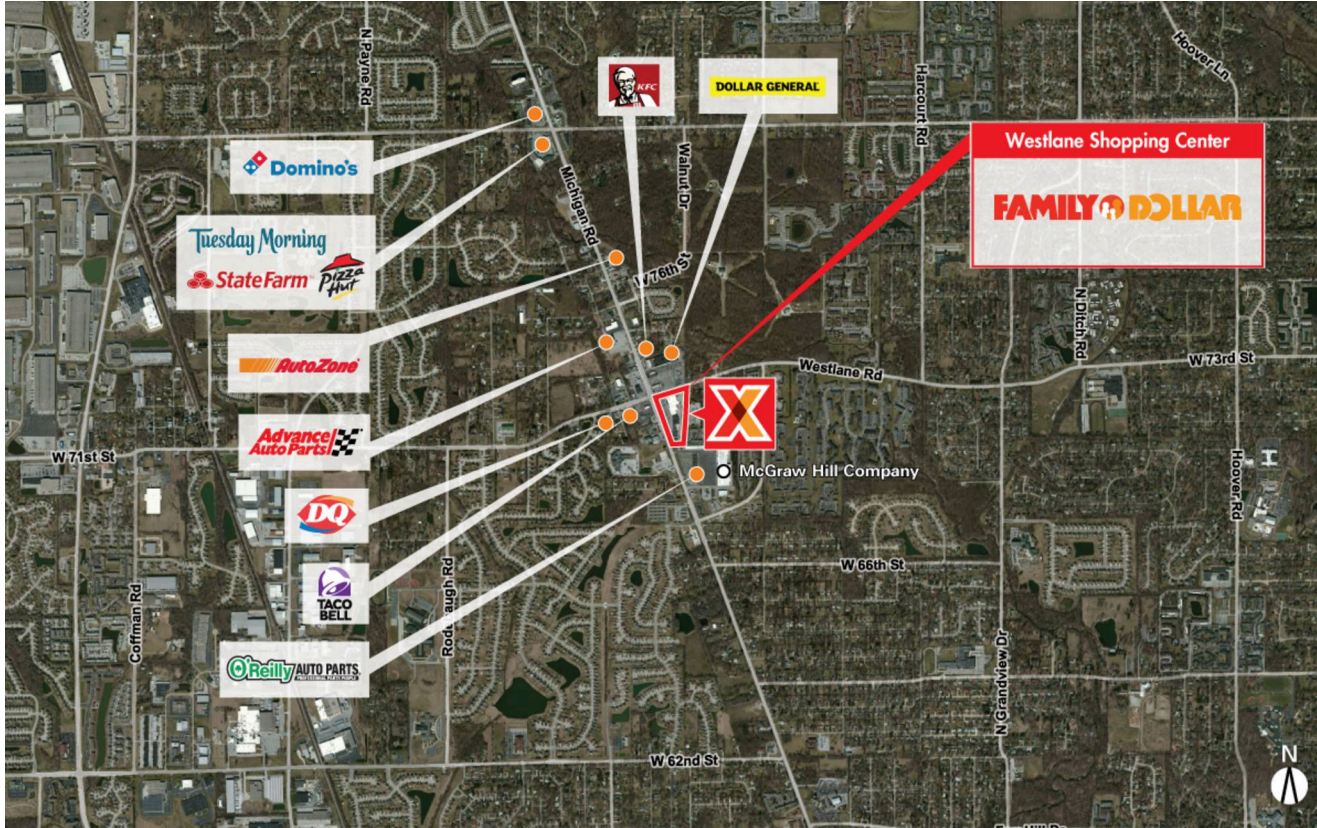 N Payne Rd
Hoover Ln
KFC
DOLLAR GENERAL
Harcourt Rd
Westlane Shopping Center
FAMILY DOLLAR
Domino's
Walnut Dr
Michigan Rd
Tuesday Morning
State Farm
Pizza
Hut
W 76th St
N Ditch Rd
AutoZone
W 73rd St
Westlane Rd
X
Advance
Auto Parts
W 71st St
McGraw Hill Company
DQ
Hoover Rd
W 66th St
TACO
BELL
Coffman Rd
N Grandview Dr
O'Reilly AUTO PARTS
PROFESSIONAL PARTS PEOPLE
W 62nd St
N